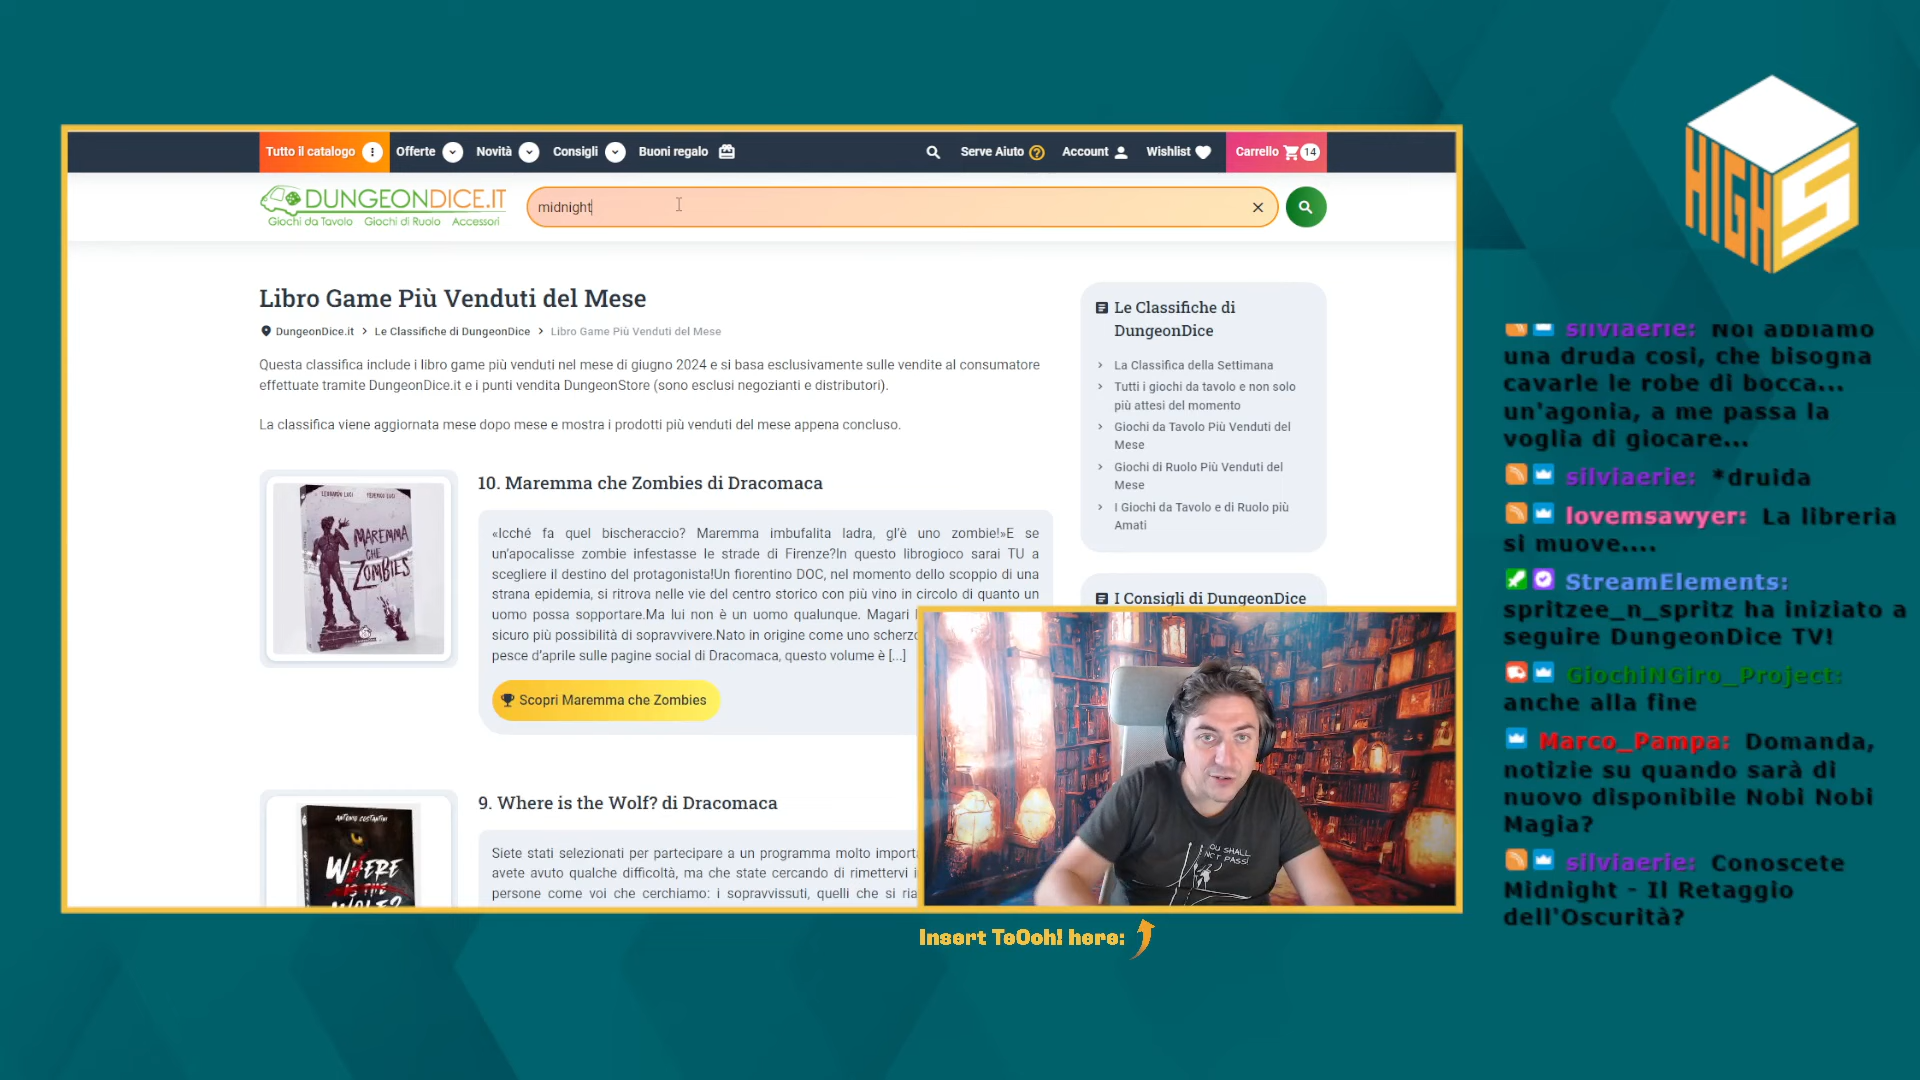 Tutto il catalogo
Offerte
Novità
Consigli
Buoni regalo
Serve Aiuto
Account
Wishlist
Carrello 14
DUNGEONDICE.IT
Giochi da Tavolo Giochi di Ruolo Accessori
midnight
Libro Game Più Venduti del Mese
DungeonDice.it > Le Classifiche di DungeonDice > Libro Game Più Venduti del Mese
Questa classifica include i libro game più venduti nel mese di giugno 2024 e si basa esclusivamente sulle vendite al consumatore
effettuate tramite DungeonDice.it e i punti vendita DungeonStore (sono esclusi negozianti e distributori).
La classifica viene aggiornata mese dopo mese e mostra i prodotti più venduti del mese appena concluso.
10. Maremma che Zombies di Dracomaca
LEONARDO LUCI FEDERICO LUCI
MAREMMA
CHE
ZOMBIES
«Icché fa quel bischeraccio? Maremma imbufalita ladra, gl'è uno zombie!»E se
un'apocalisse zombie infestasse le strade di Firenze?In questo librogioco sarai TU a
scegliere il destino del protagonista!Un fiorentino DOC, nel momento dello scoppio di una
strana epidemia, si ritrova nelle vie del centro storico con più vino in circolo di quanto un
uomo possa sopportare.Ma lui non è un uomo qualunque. Magari
sicuro più possibilità di sopravvivere.Nato in origine come uno scherzo
pesce d'aprile sulle pagine social di Dracomaca, questo volume è [...]
Scopri Maremma che Zombies
9. Where is the Wolf? di Dracomaca
ANTONIO COSTANTINI
WHERE
IS THE
WOLF?
Siete stati selezionati per partecipare a un programma molto import
avete avuto qualche difficoltà, ma che state cercando di rimettervi i
persone come voi che cerchiamo: i sopravvissuti, quelli che si ria
Le Classifiche di
DungeonDice
> La Classifica della Settimana
> Tutti i giochi da tavolo e non solo
più attesi del momento
> Giochi da Tavolo Più Venduti del
Mese
> Giochi di Ruolo Più Venduti del
Mese
> I Giochi da Tavolo e di Ruolo più
Amati
I Consigli di DungeonDice
OU SHALL
NOT PASS!
Insert TeOoh! here:
HIGH5
silviaerie: Noi abbiamo
una druda così, che bisogna
cavarle le robe di bocca...
un'agonia, a me passa la
voglia di giocare...
silviaerie: *druida
lovemsawyer: La libreria
si muove....
StreamElements:
spritzee_n_spritz ha iniziato a
seguire DungeonDice TV!
GiochiNGiro_Project:
anche alla fine
Marco_Pampa: Domanda,
notizie su quando sarà di
nuovo disponibile Nobi Nobi
Magia?
silviaerie: Conoscete
Midnight - Il Retaggio
dell'Oscurità?